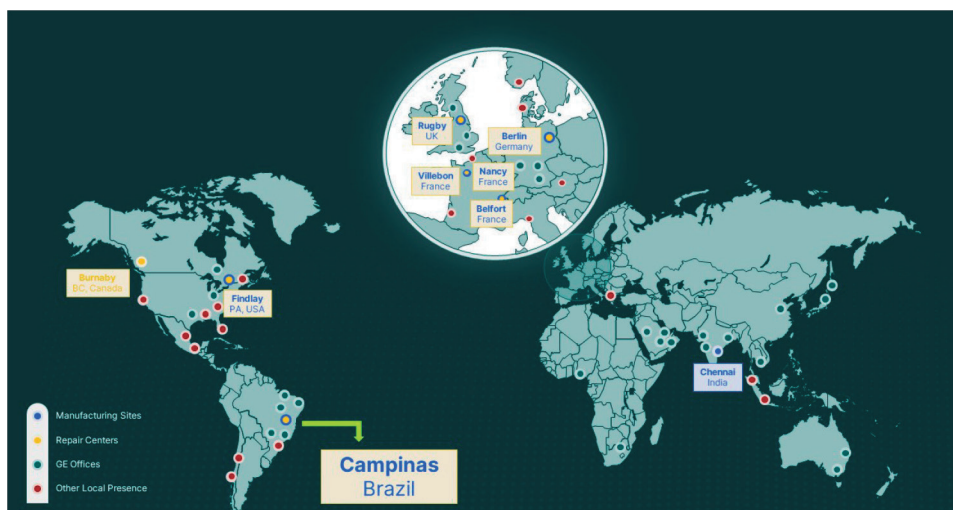 Rugby
UK
Berlin
Germany
Villebon
France
Nancy
France
Belfort
France
Burnaby
BC, Canada
Findlay
PA, USA
Chennai
India
Campinas
Brazil
Manufacturing Sites
Repair Centers
GE Offices
Other Local Presence